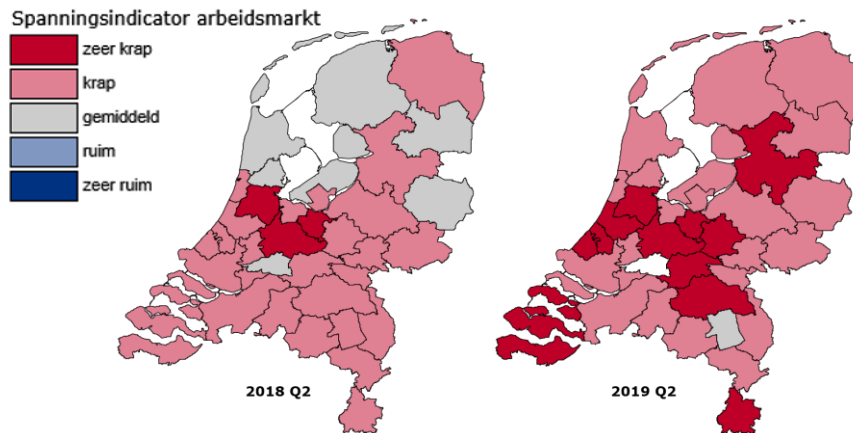 Spanningsindicator arbeidsmarkt
zeer krap
krap
gemiddeld
ruim
zeer ruim
2018 Q2
2019 Q2